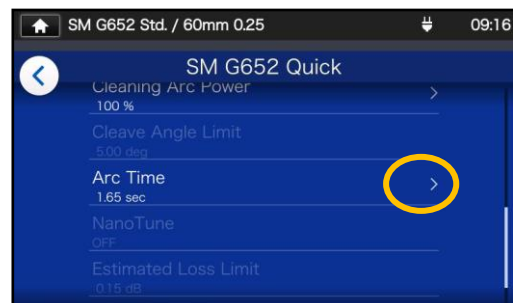 SM G652 Std. / 60mm 0.25
09:16
SM G652 Quick
Cleaning Arc Power
100 %
Cleave Angle Limit
5.00 deg
Arc Time
1.65 sec
NanoTune
OFF
Estimated Loss Limit
0.15 dB